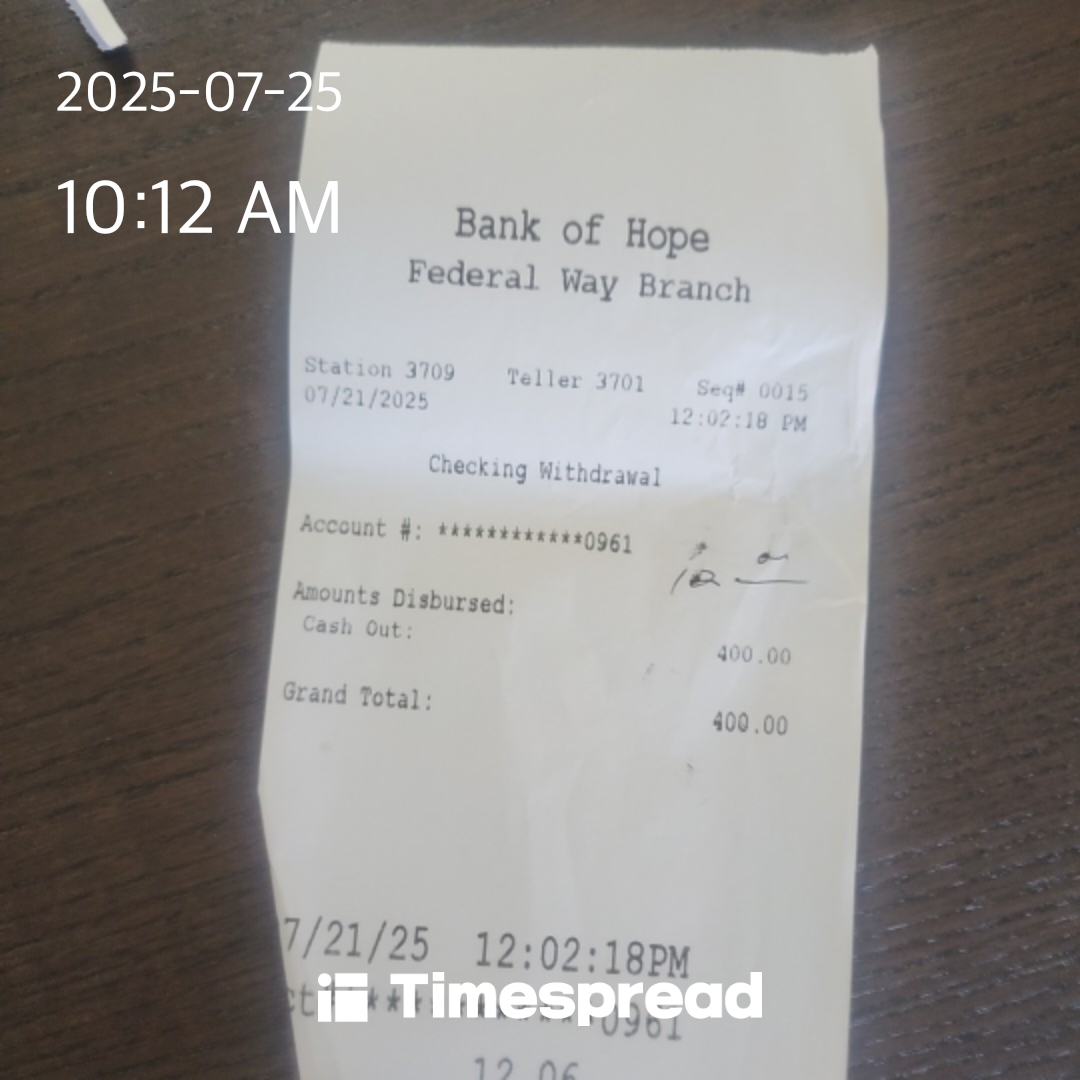 2025-07-25
10:12 AM
Bank of Hope
Federal Way Branch
Station 3709 Teller 3701 Seq# 0015
07/21/2025 12:02:18 PM
Checking Withdrawal
Account #: ************0961
Amounts Disbursed:
Cash Out: 400.00
Grand Total: 400.00
7/21/25 12:02:18PM
Timespread
0961
12.06